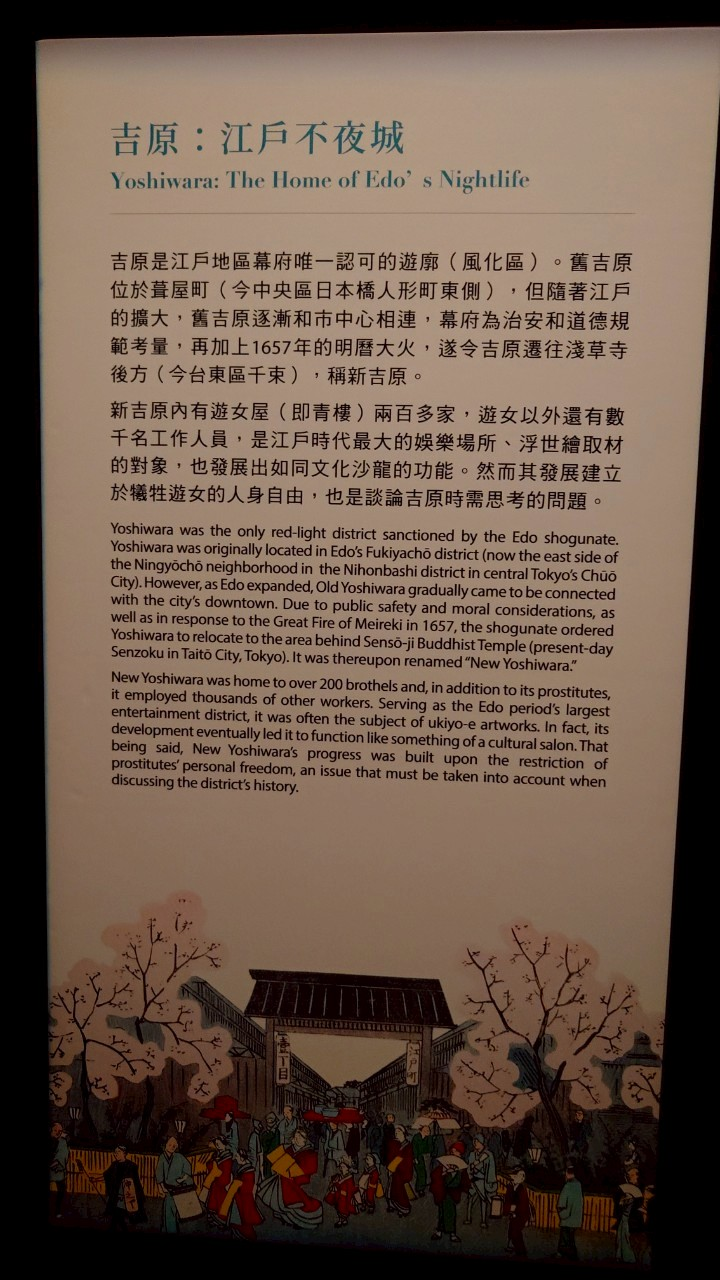 吉原：江戶不夜城
Yoshiwara: The Home of Edo’ s Nightlife
吉原是江戶地區幕府唯一認可的遊廓（風化區）。舊吉原
位於葺屋町（今中央區日本橋人形町東側），但隨著江戶
的擴大，舊吉原逐漸和市中心相連，幕府為治安和道德規
範考量，再加上1657年的明曆大火，遂令吉原遷往淺草寺
後方（今台東區千束），稱新吉原。
新吉原內有遊女屋（即青樓）兩百多家，遊女以外還有數
千名工作人員，是江戶時代最大的娛樂場所、浮世繪取材
的對象，也發展出如同文化沙龍的功能。然而其發展建立
於犧牲遊女的人身自由，也是談論吉原時需思考的問題。
Yoshiwara was the only red-light district sanctioned by the Edo shogunate.
Yoshiwara was originally located in Edo’s Fukiyachō district (now the east side of
the Ningyōchō neighborhood in the Nihonbashi district in central Tokyo’s Chūō
City). However, as Edo expanded, Old Yoshiwara gradually came to be connected
with the city’s downtown. Due to public safety and moral considerations, as
well as in response to the Great Fire of Meireki in 1657, the shogunate ordered
Yoshiwara to relocate to the area behind Sensō-ji Buddhist Temple (present-day
Senzoku in Taitō City, Tokyo). It was thereupon renamed “New Yoshiwara.”
New Yoshiwara was home to over 200 brothels and, in addition to its prostitutes,
it employed thousands of other workers. Serving as the Edo period’s largest
entertainment district, it was often the subject of ukiyo-e artworks. In fact, its
development eventually led it to function like something of a cultural salon. That
being said, New Yoshiwara’s progress was built upon the restriction of
prostitutes’ personal freedom, an issue that must be taken into account when
discussing the district’s history.
壹丁目
江戸町